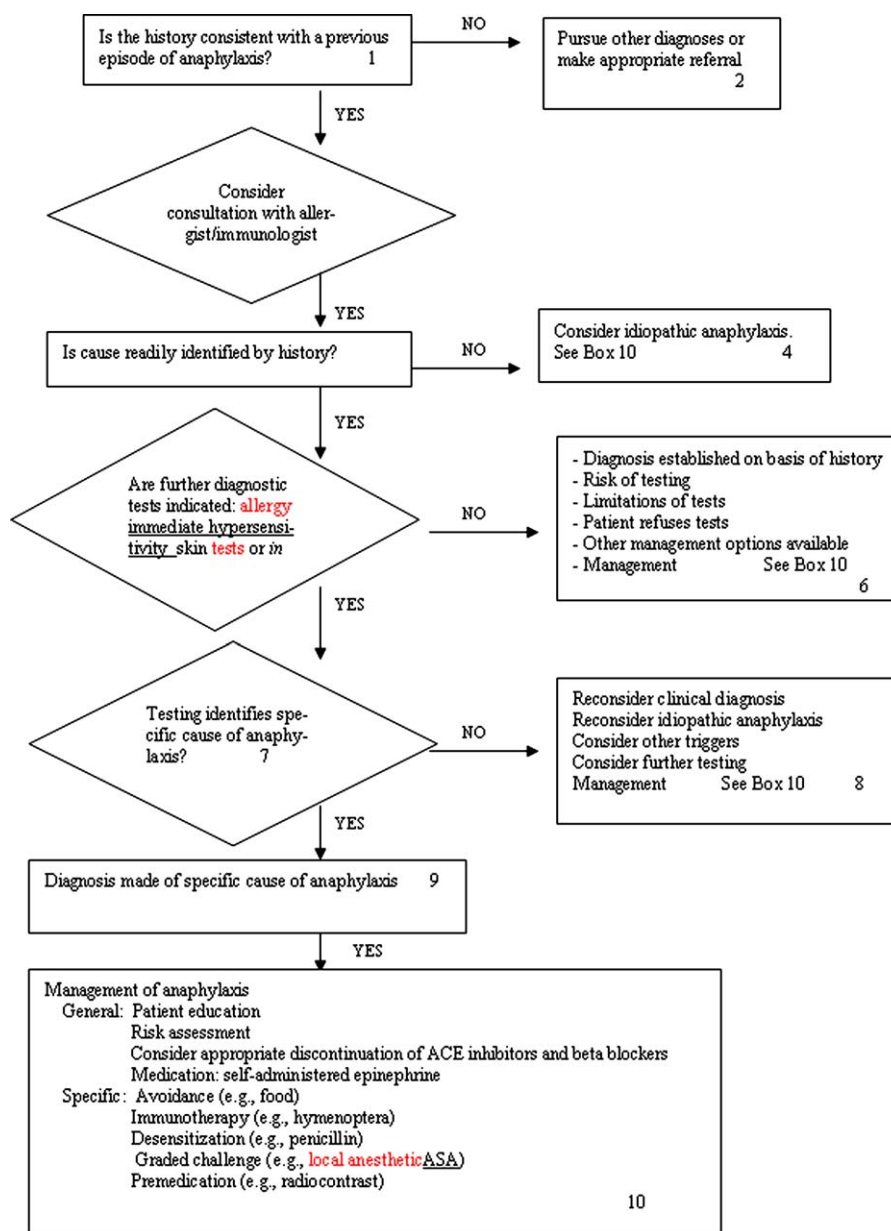 Is the history consistent with a previous
episode of anaphylaxis? 1
NO
Pursue other diagnoses or
make appropriate referral
2
YES
Consider
consultation with aller-
gist/immunologist
YES
Is cause readily identified by history?
NO
Consider idiopathic anaphylaxis.
See Box 10 4
YES
Are further diagnostic
tests indicated: allergy
immediate hypersensi-
tivity skin tests or in
NO
- Diagnosis established on basis of history
- Risk of testing
- Limitations of tests
- Patient refuses tests
- Other management options available
- Management See Box 10
6
YES
Testing identifies spe-
cific cause of anaphy-
laxis? 7
NO
Reconsider clinical diagnosis
Reconsider idiopathic anaphylaxis
Consider other triggers
Consider further testing
Management See Box 10 8
YES
Diagnosis made of specific cause of anaphylaxis 9
YES
Management of anaphylaxis
General: Patient education
Risk assessment
Consider appropriate discontinuation of ACE inhibitors and beta blockers
Medication: self-administered epinephrine
Specific: Avoidance (e.g., food)
Immunotherapy (e.g., hymenoptera)
Desensitization (e.g., penicillin)
Graded challenge (e.g., local anestheticASA)
Premedication (e.g., radiocontrast)
10